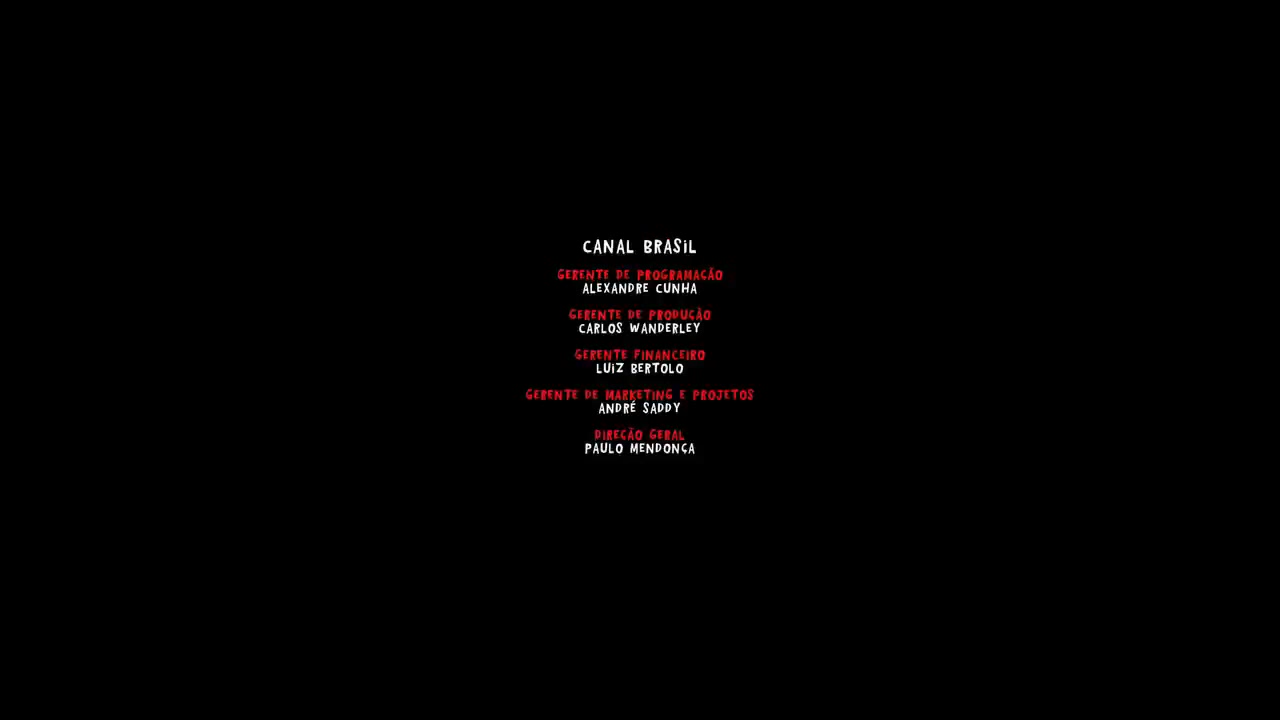 CANAL BRASIL
GERENTE DE PROGRAMAÇÃO
ALEXANDRE CUNHA
GERENTE DE PRODUÇÃO
CARLOS WANDERLEY
GERENTE FINANCEIRO
LUIZ BERTOLO
GERENTE DE MARKETING E PROJETOS
ANDRÉ SADDY
DIREÇÃO GERAL
PAULO MENDONÇA